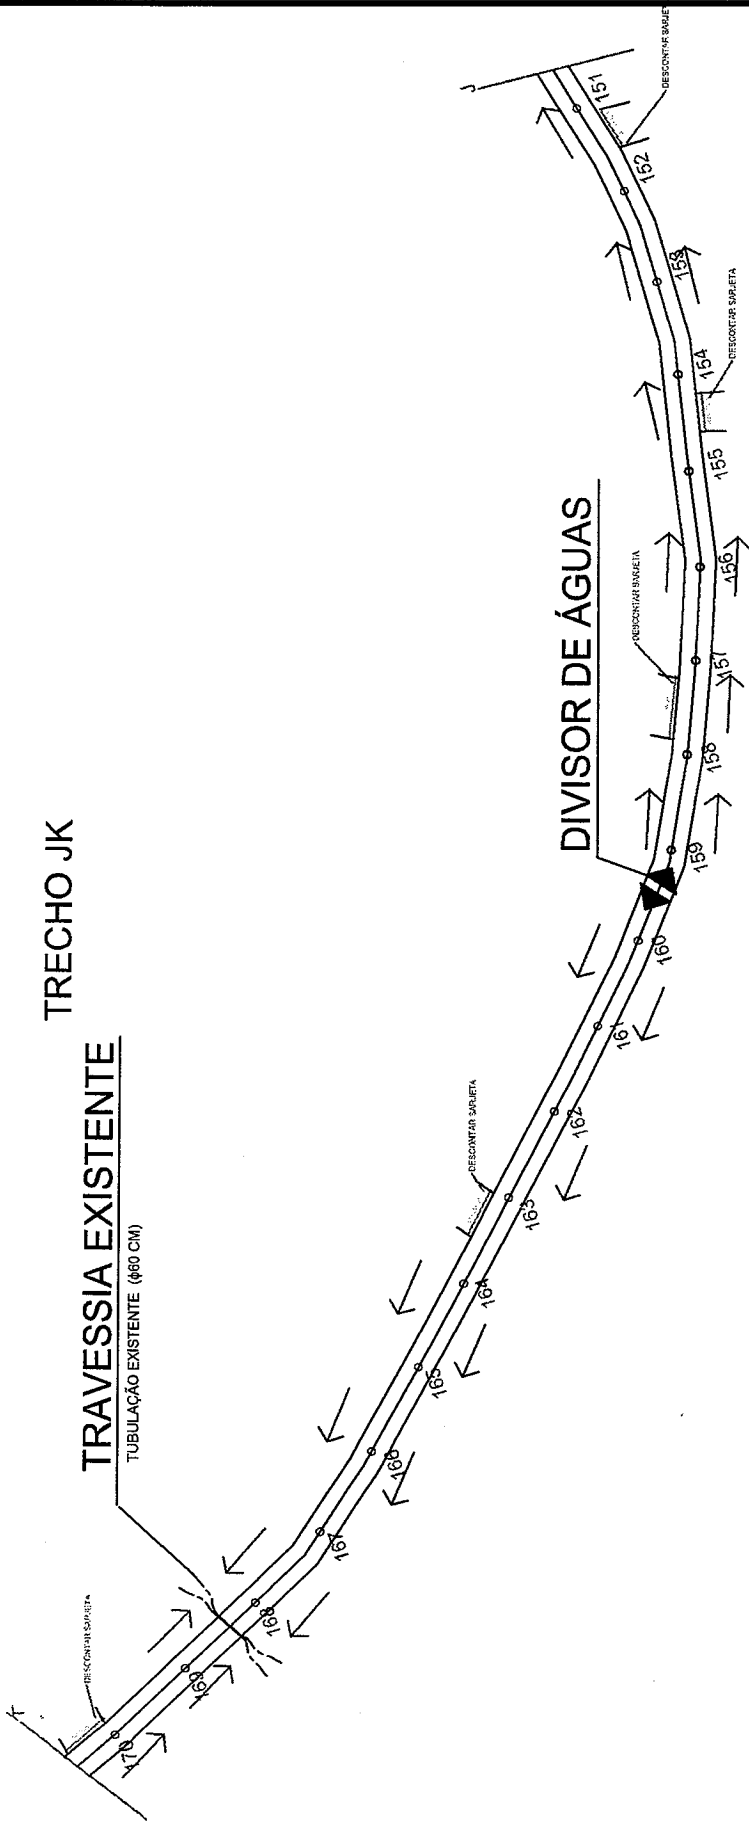 TRECHO JK
TRAVESSIA EXISTENTE
TUBULAÇÃO EXISTENTE (ϕ60 CM)
DIVISOR DE ÁGUAS
K
DESCONTAR SARJETA
170
169
168
167
166
165
164
DESCONTAR SARJETA
163
162
161
160
159
158
157
DESCONTAR SARJETA
156
155
154
DESCONTAR SARJETA
153
152
151
DESCONTAR SARJET
J